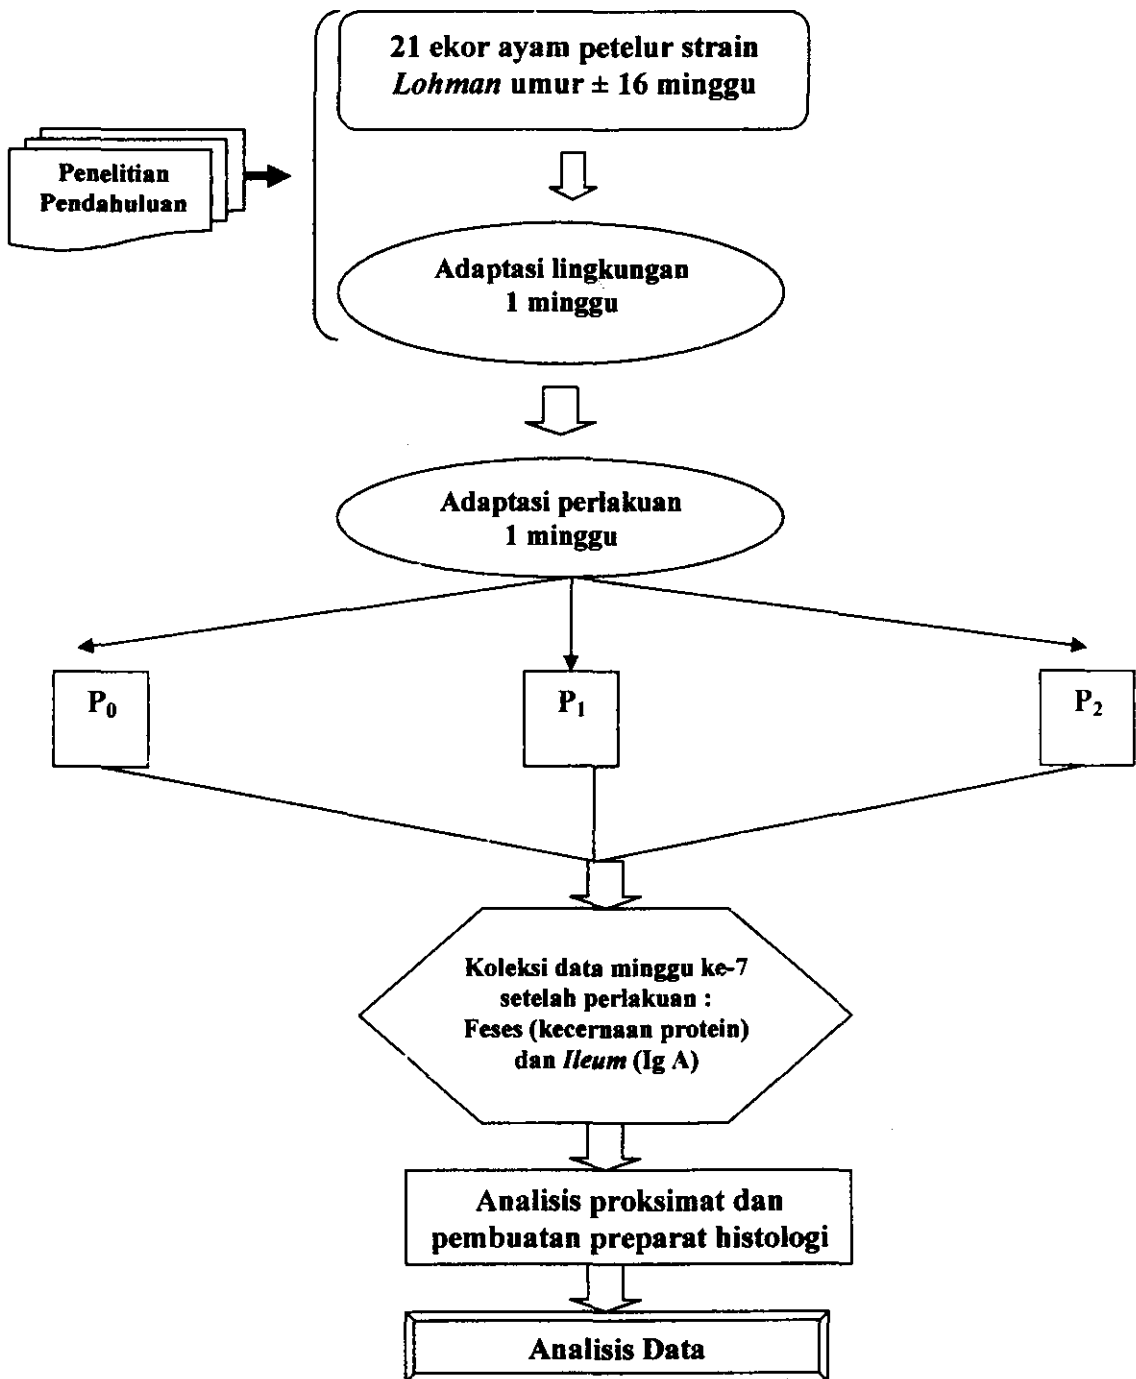 21 ekor ayam petelur strain
Lohman umur ± 16 minggu
Penelitian
Pendahuluan
Adaptasi lingkungan
1 minggu
Adaptasi perlakuan
1 minggu
P₀
P₁
P₂
Koleksi data minggu ke-7
setelah perlakuan :
Feses (kecernaan protein)
dan Ileum (Ig A)
Analisis proksimat dan
pembuatan preparat histologi
Analisis Data